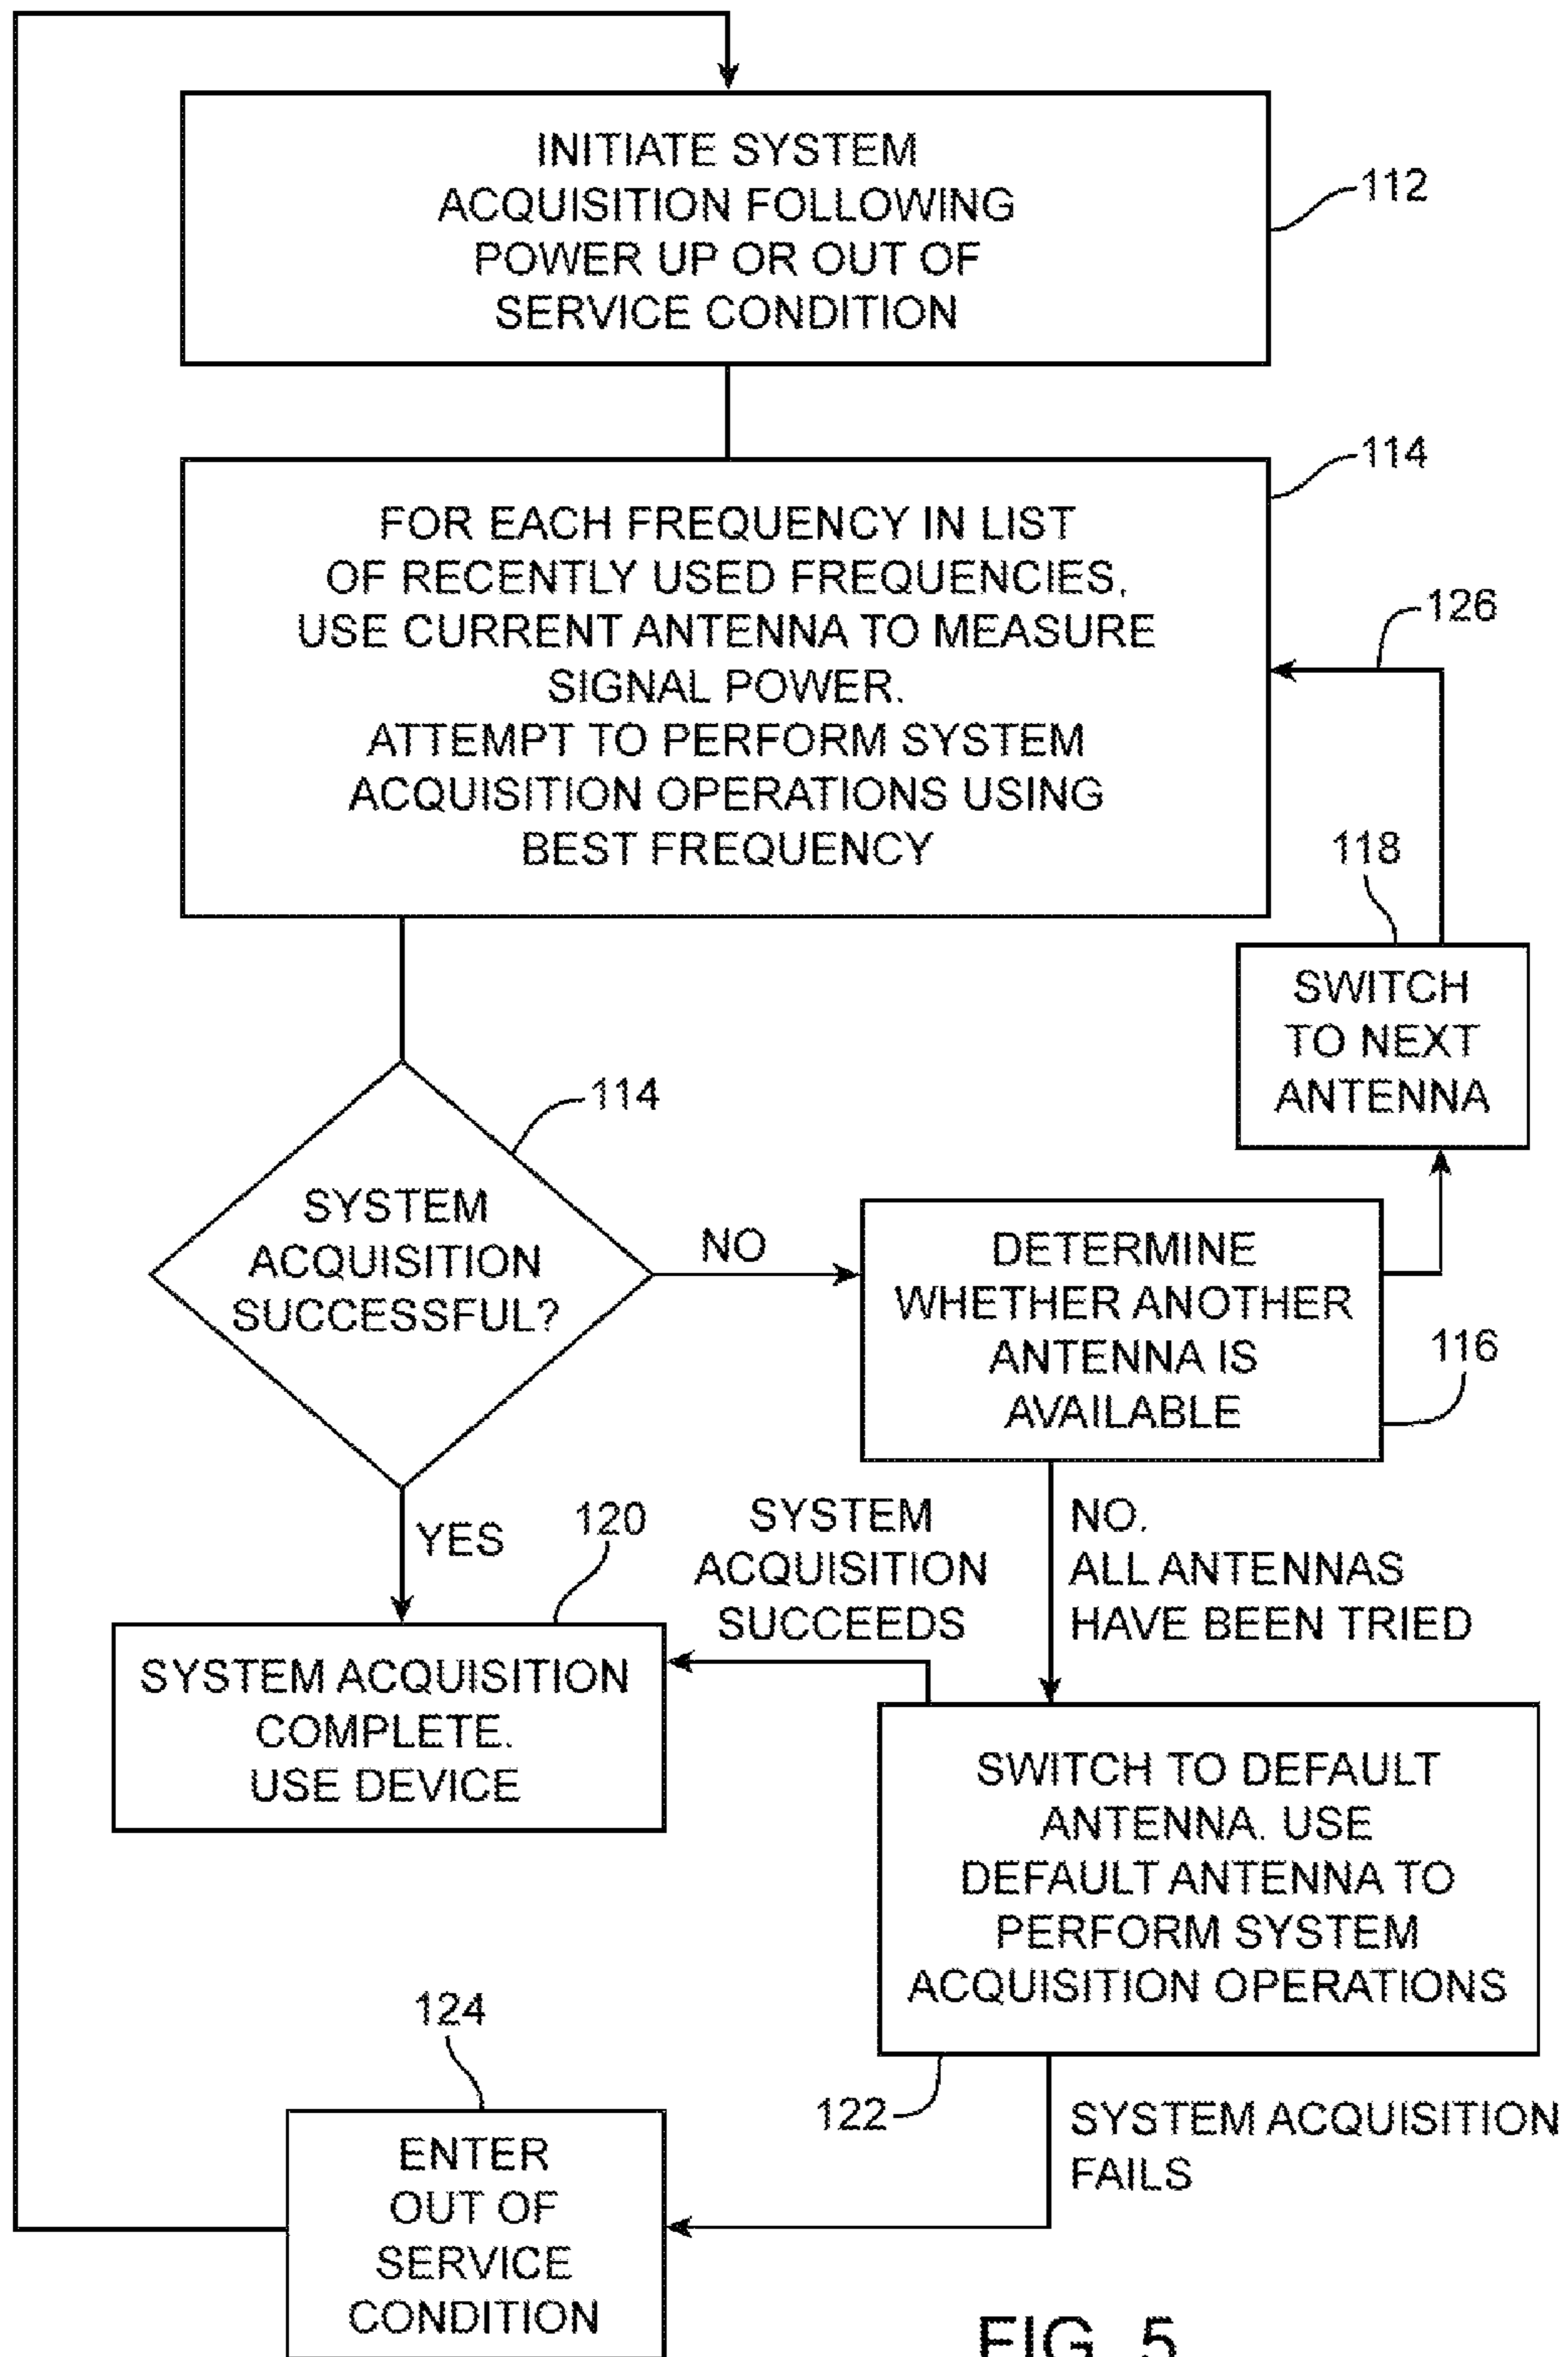 INITIATE SYSTEM
ACQUISITION FOLLOWING
POWER UP OR OUT OF
SERVICE CONDITION
112
FOR EACH FREQUENCY IN LIST
OF RECENTLY USED FREQUENCIES,
USE CURRENT ANTENNA TO MEASURE
SIGNAL POWER.
ATTEMPT TO PERFORM SYSTEM
ACQUISITION OPERATIONS USING
BEST FREQUENCY
114
126
118
SWITCH
TO NEXT
ANTENNA
114
SYSTEM
ACQUISITION
SUCCESSFUL?
NO
DETERMINE
WHETHER ANOTHER
ANTENNA IS
AVAILABLE
116
YES
120
SYSTEM
ACQUISITION
SUCCEEDS
NO.
ALL ANTENNAS
HAVE BEEN TRIED
SYSTEM ACQUISITION
COMPLETE.
USE DEVICE
SWITCH TO DEFAULT
ANTENNA. USE
DEFAULT ANTENNA TO
PERFORM SYSTEM
ACQUISITION OPERATIONS
122
SYSTEM ACQUISITION
FAILS
124
ENTER
OUT OF
SERVICE
CONDITION
FIG. 5